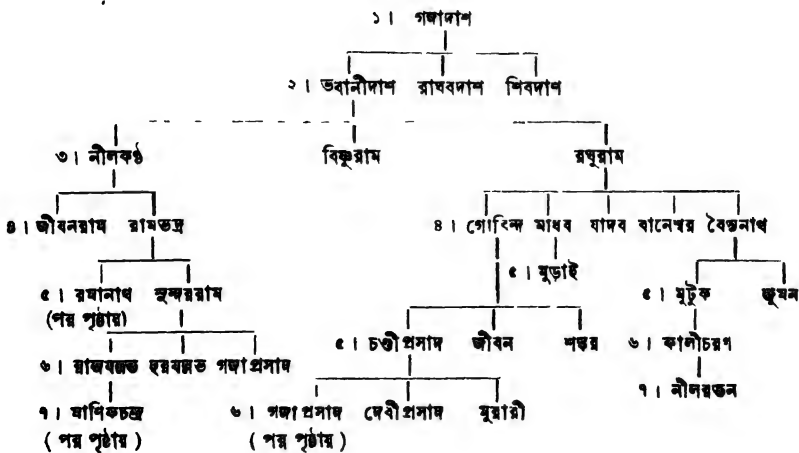 ১। গঙ্গাদাশ
২। ভবানীদাশ রাঘবদাশ শিবদাশ
৩। নীলকণ্ঠ বিষ্ণুরাম রঘুরাম
৪। জীবনরাম রামভদ্র ৪। গোবিন্দ মাধব যাদব বানেশ্বর বৈদ্যনাথ
৫। রমানাথ সুন্দররাম ৫। মুড়াই ৫। মুটুক ঝুমন
(পর পৃষ্ঠায়) ৫। চণ্ডীপ্রসাদ জীবন শঙ্কর ৬। কালীচরণ
৬। রাজবল্লভ হরবল্লভ গঙ্গাপ্রসাদ ৭। নীলরতন
৭। মাণিকচন্দ্র ৬। গঙ্গাপ্রসাদ দেবীপ্রসাদ মুরারী
( পর পৃষ্ঠায় ) ( পর পৃষ্ঠায় )